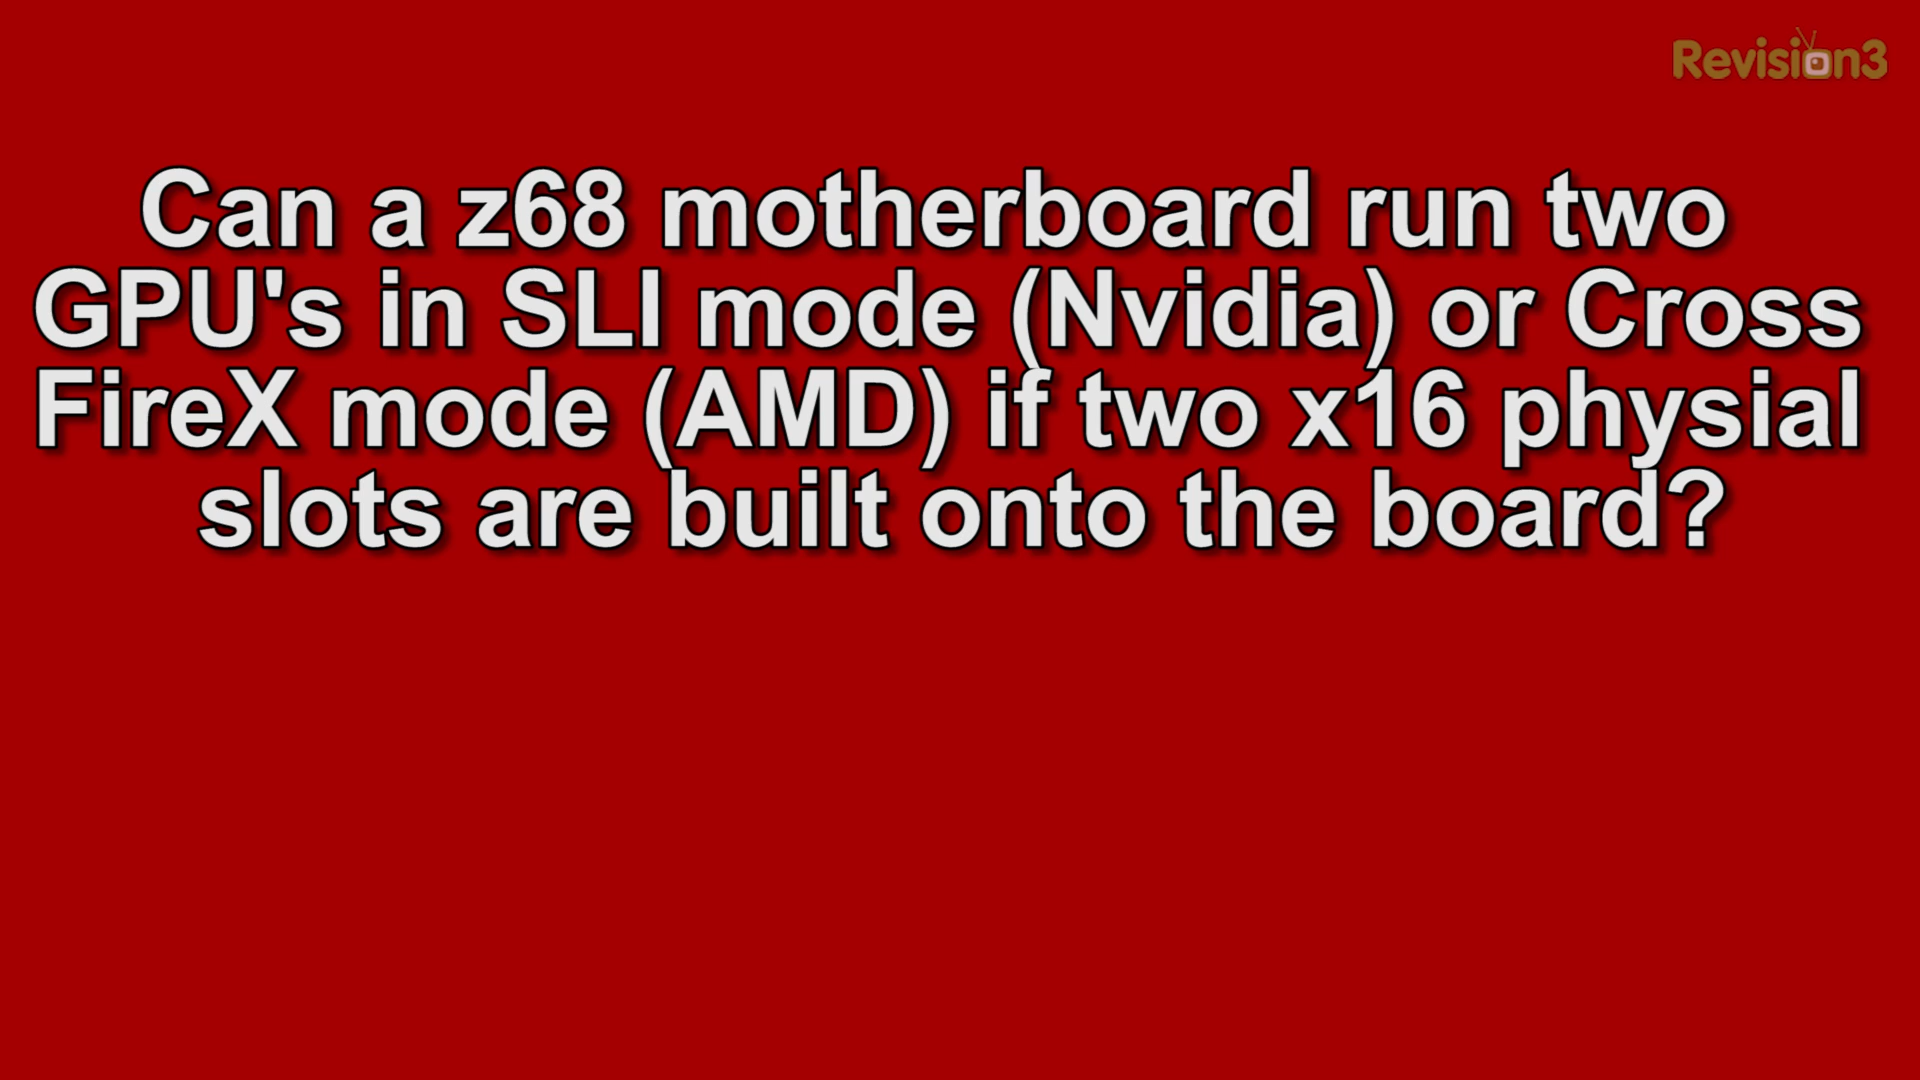 Revision3
Can a z68 motherboard run two
GPU's in SLI mode (Nvidia) or Cross
FireX mode (AMD) if two x16 physial
slots are built onto the board?